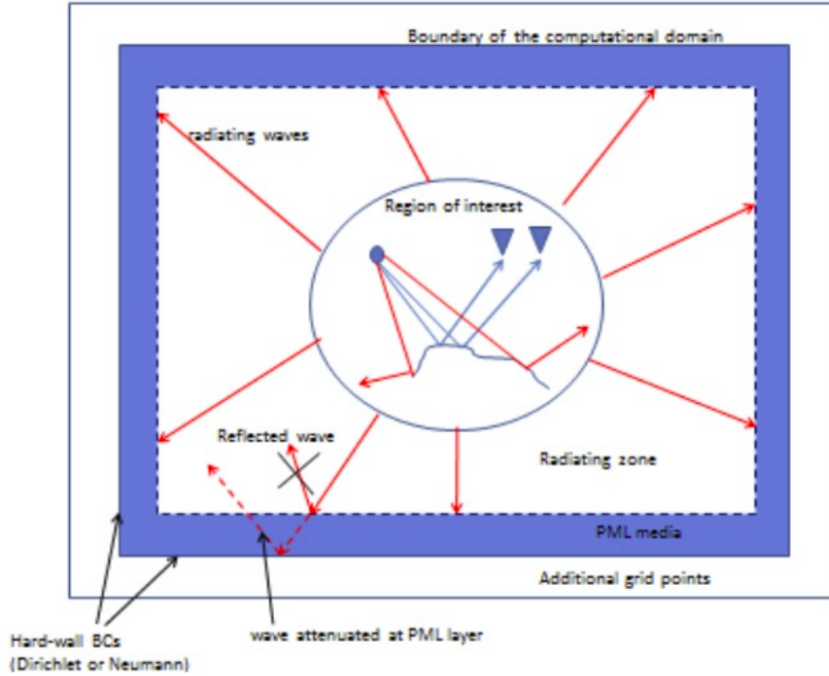 Boundary of the computational domain
radiating waves
Region of interest
Reflected wave
Radiating zone
PML media
Additional grid points
Hard-wall BCs
(Dirichlet or Neumann)
wave attenuated at PML layer